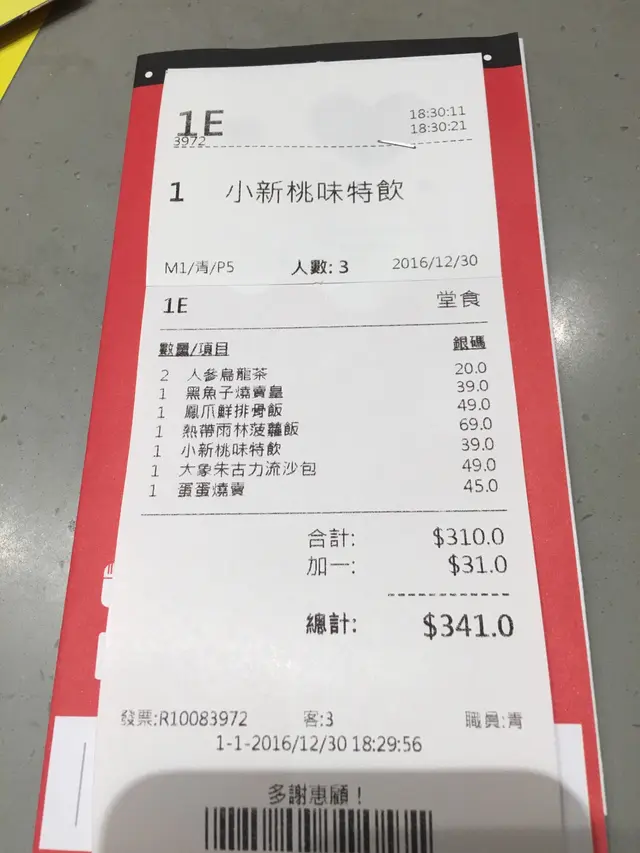 1E
3972
18:30:11
18:30:21
1 小新桃味特飲
M1/青/P5 人數: 3 2016/12/30
1E 堂食
數量/項目 銀碼
2 人參烏龍茶 20.0
1 黑魚子燒賣皇 39.0
1 鳳爪鮮排骨飯 49.0
1 熱帶雨林菠蘿飯 69.0
1 小新桃味特飲 39.0
1 大象朱古力流沙包 49.0
1 蛋蛋燒賣 45.0
合計: $310.0
加一: $31.0
總計: $341.0
發票:R10083972 客:3 職員:青
1-1-2016/12/30 18:29:56
多謝惠顧！